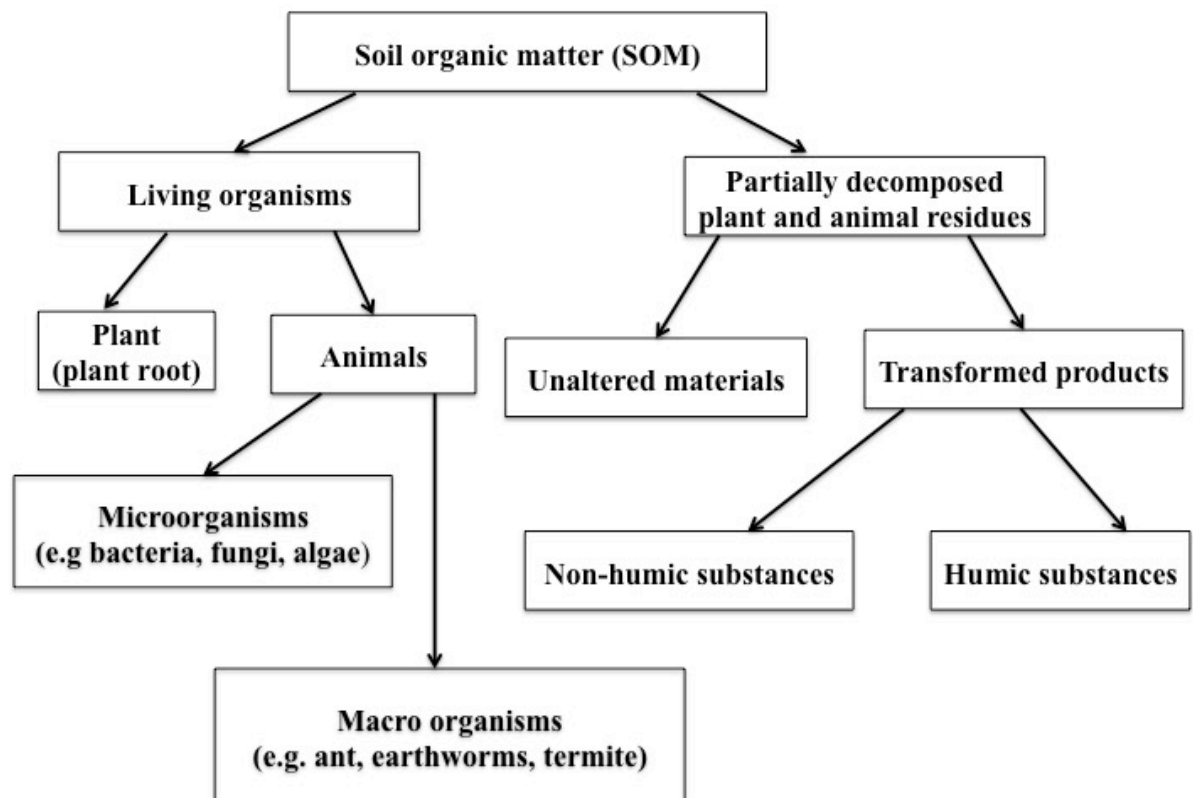 Soil organic matter (SOM)
Living organisms
Partially decomposed
plant and animal residues
Plant
(plant root)
Animals
Unaltered materials
Transformed products
Microorganisms
(e.g bacteria, fungi, algae)
Non-humic substances
Humic substances
Macro organisms
(e.g. ant, earthworms, termite)